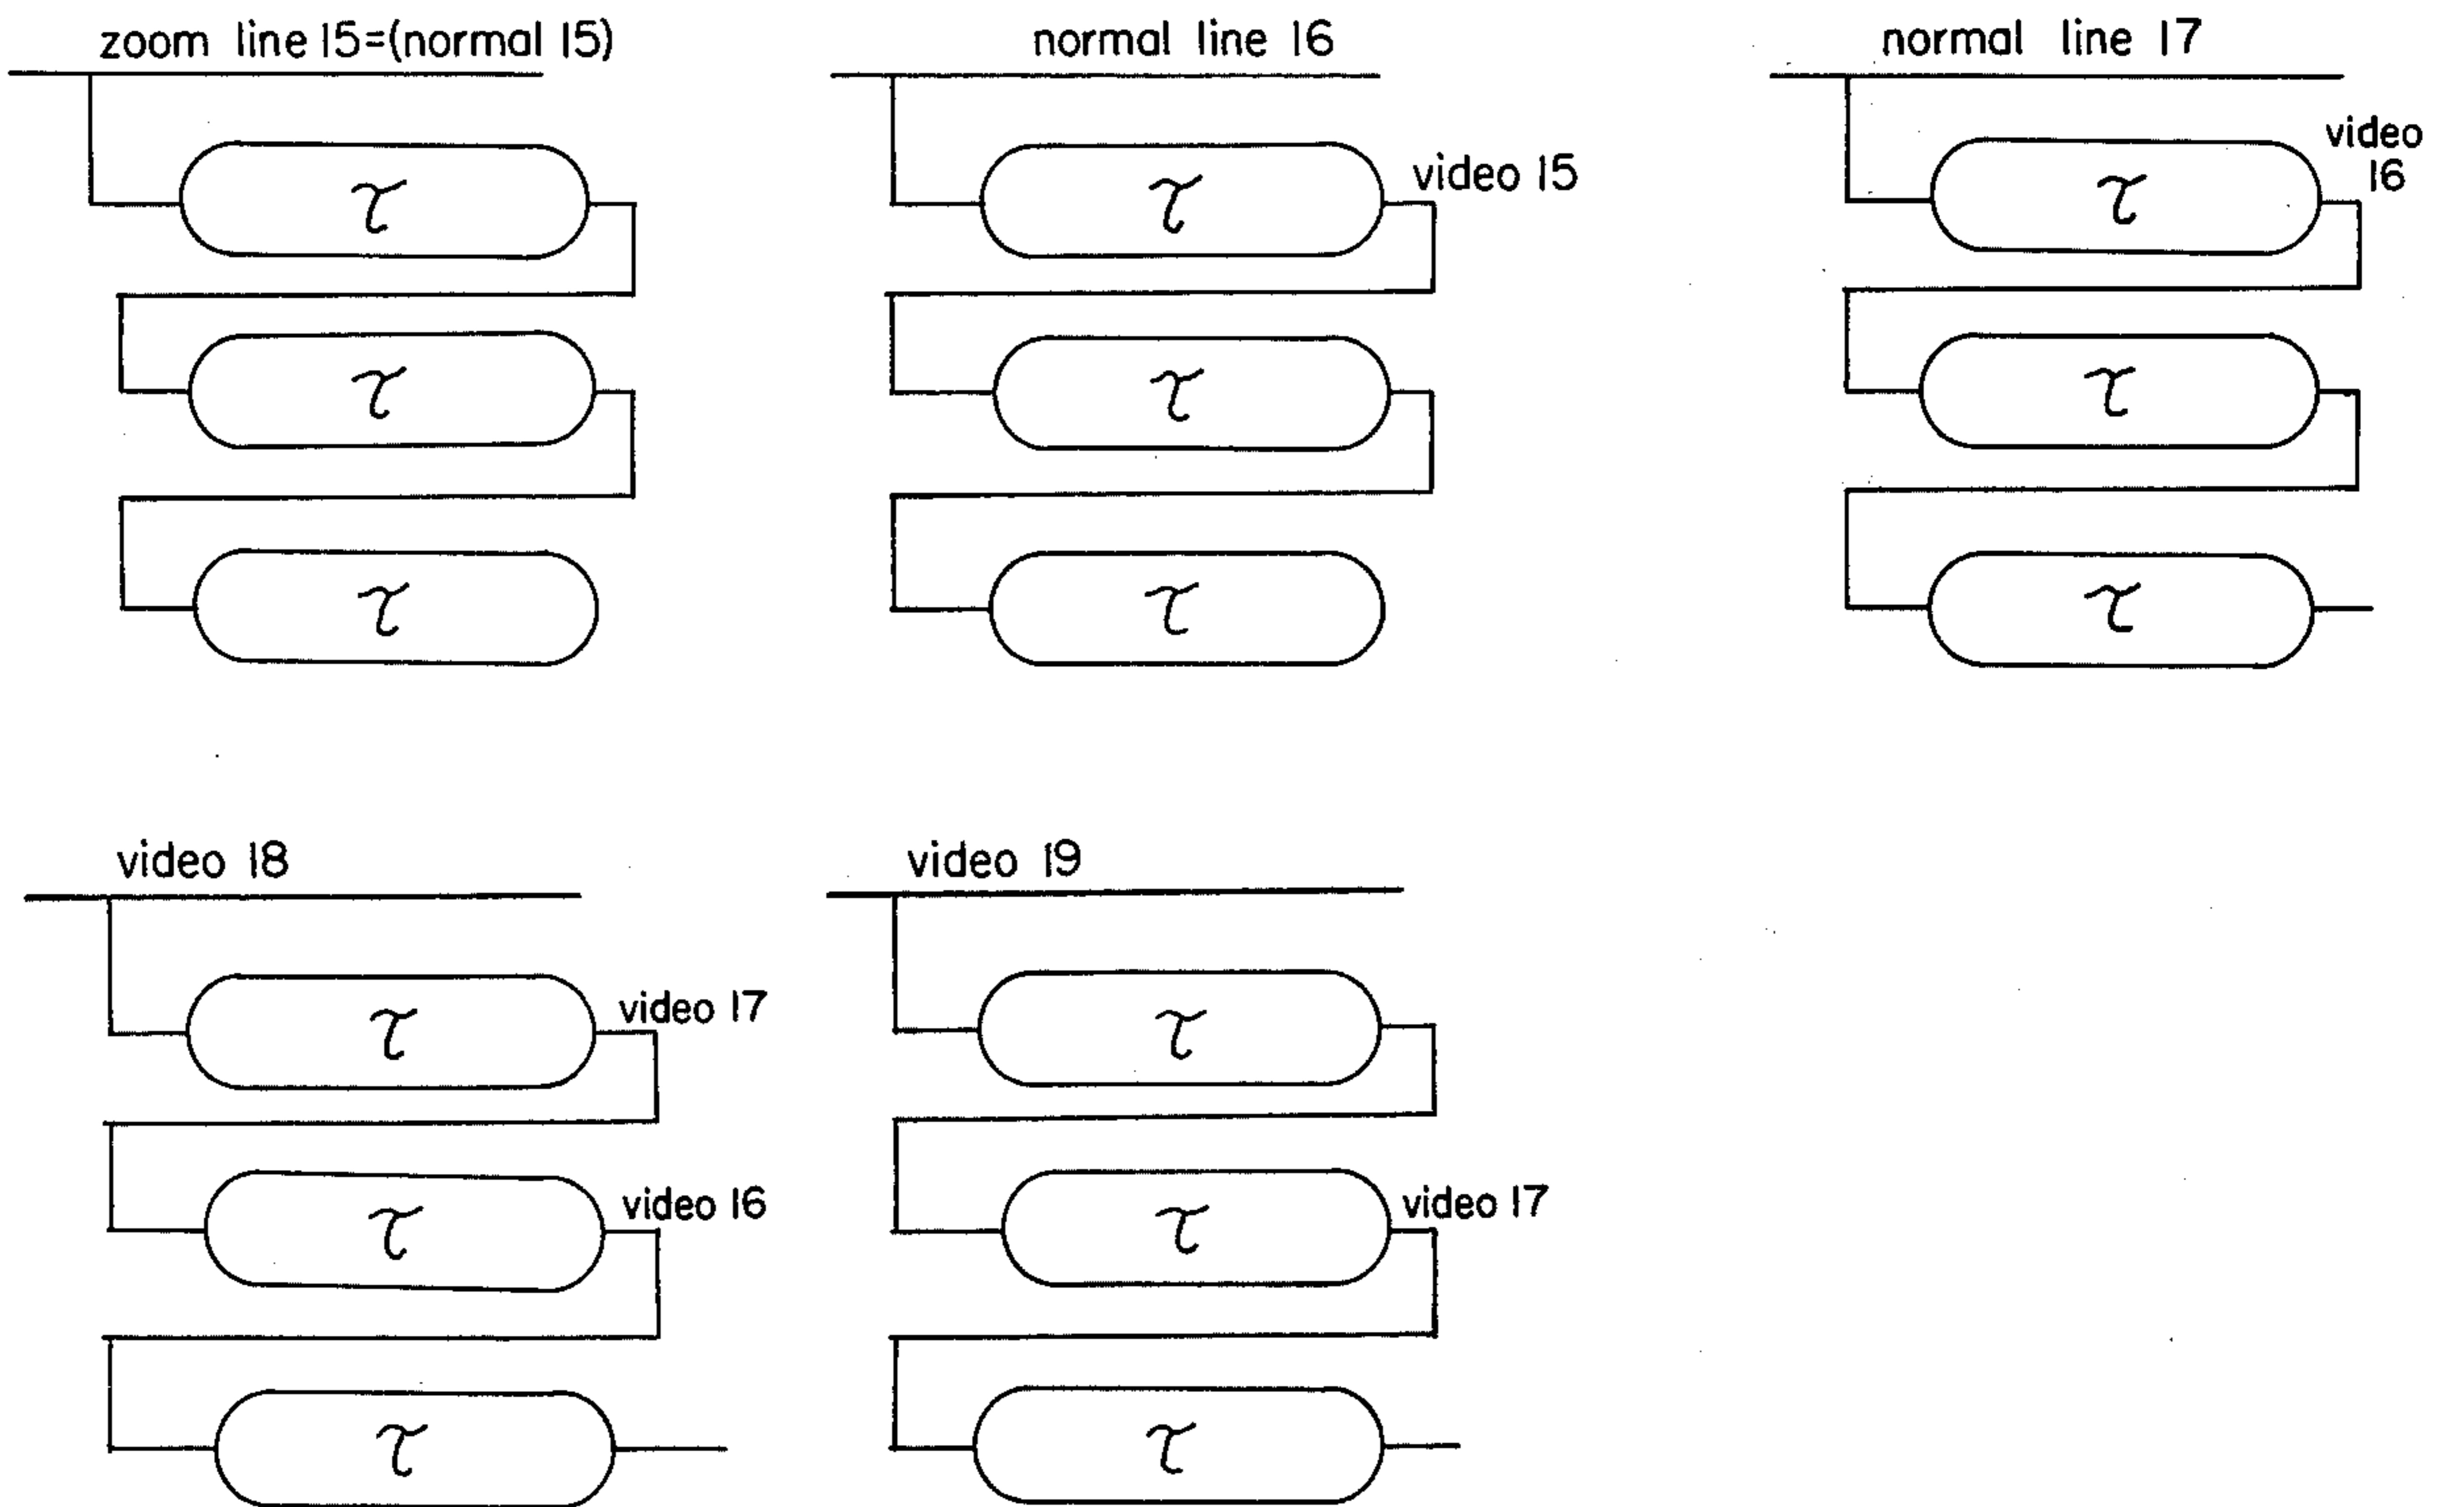 zoom line 15=(normal 15)
τ
τ
τ
normal line 16
τ
video 15
τ
τ
normal line 17
τ
video
16
τ
τ
video 18
τ
video 17
τ
video 16
τ
video 19
τ
τ
video 17
τ